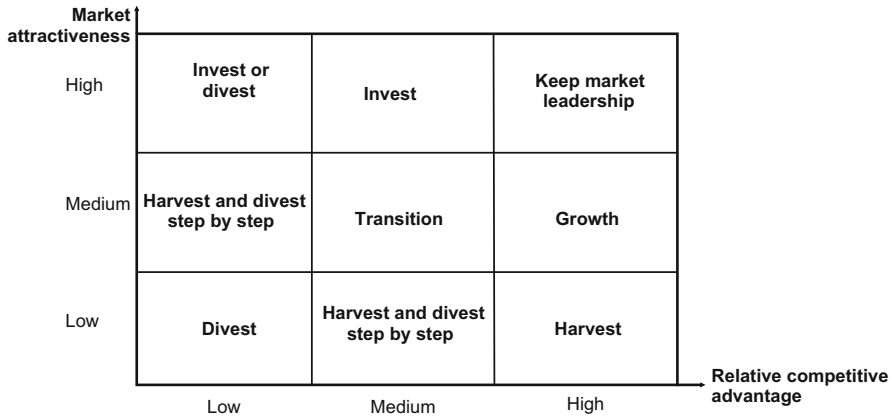 Market
attractiveness
High
Invest or
divest
Invest
Keep market
leadership
Medium
Harvest and divest
step by step
Transition
Growth
Low
Divest
Harvest and divest
step by step
Harvest
Relative competitive
advantage
Low
Medium
High